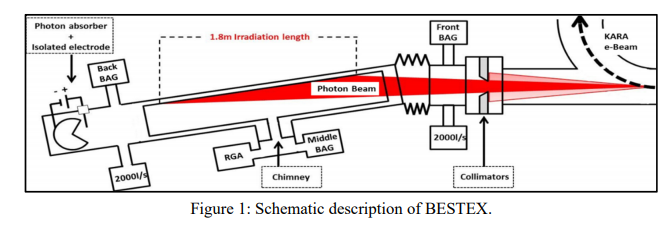 Photon absorber
+
Isolated electrode
- +
Back
BAG
1.8m Irradiation length
Photon Beam
Front
BAG
KARA
e-Beam
2000l/s
RGA
Chimney
Middle
BAG
2000l/s
Collimators
Figure 1: Schematic description of BESTEX.